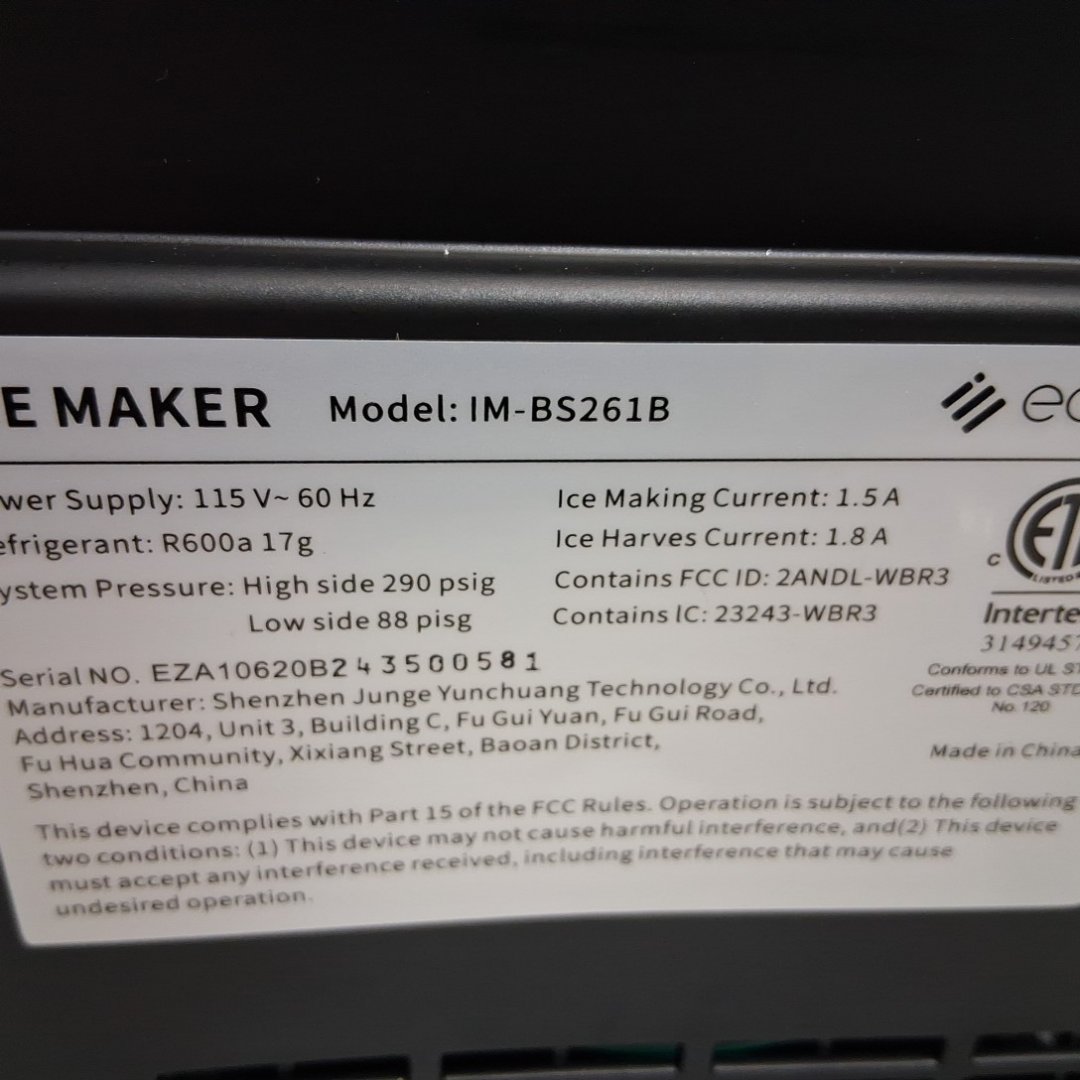 E MAKER Model: IM-BS261B ec
wer Supply: 115 V~ 60 Hz
Ice Making Current: 1.5 A
efrigerant: R600a 17g
Ice Harves Current: 1.8 A
ystem Pressure: High side 290 psig
Low side 88 pisg
Contains FCC ID: 2ANDL-WBR3
Contains IC: 23243-WBR3
Serial NO. EZA10620B243500581
Manufacturer: Shenzhen Junge Yunchuang Technology Co., Ltd.
Address: 1204, Unit 3, Building C, Fu Gui Yuan, Fu Gui Road,
Fu Hua Community, Xixiang Street, Baoan District,
Shenzhen, China
This device complies with Part 15 of the FCC Rules. Operation is subject to the following
two conditions: (1) This device may not cause harmful interference, and(2) This device
must accept any interference received, including interference that may cause
undesired operation.
C
ETL
LISTED
Interte
3149457
Conforms to UL ST
Certified to CSA STD
No. 120
Made in China